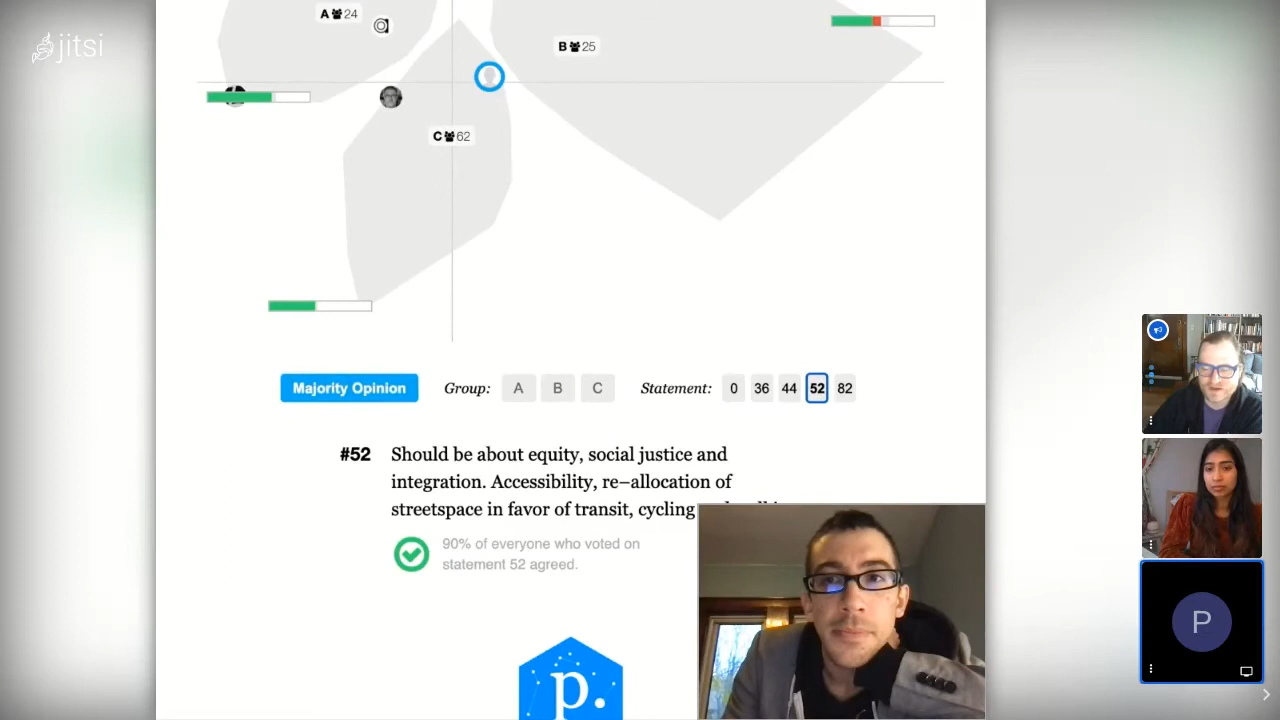 jitsi
A 24
B 25
C 62
Majority Opinion Group: A B C Statement: 0 36 44 52 82
#52 Should be about equity, social justice and
integration. Accessibility, re–allocation of
streetspace in favor of transit, cycling
90% of everyone who voted on
statement 52 agreed.
p.
P